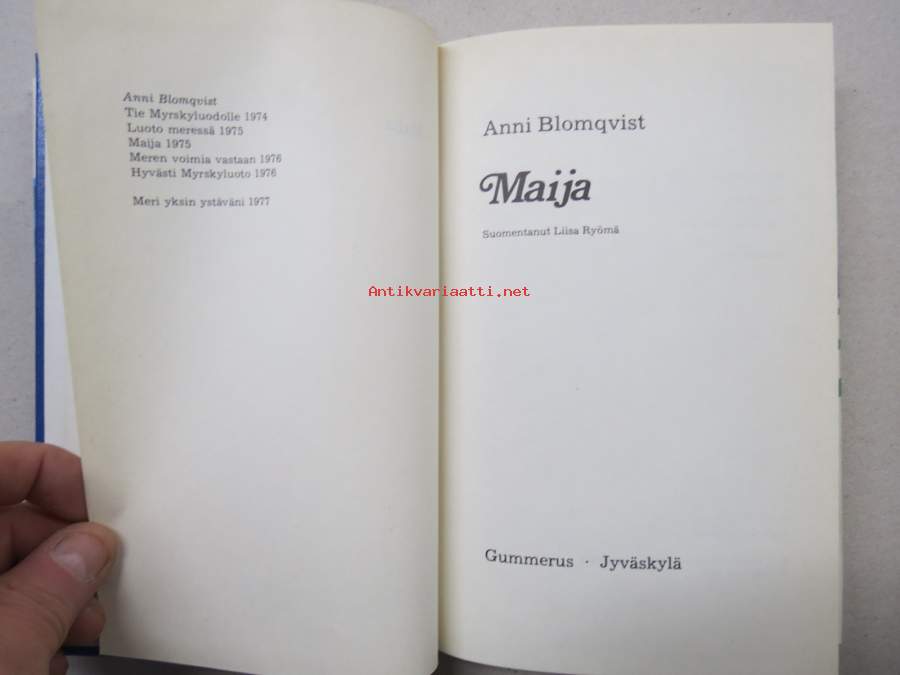 Anni Blomqvist
Tie Myrskyluodolle 1974
Luoto meressä 1975
Maija 1975
Meren voimia vastaan 1976
Hyvästi Myrskyluoto 1976
Meri yksin ystäväni 1977
Anni Blomqvist
Maija
Suomentanut Liisa Ryömä
Antikvariaatti.net
Gummerus · Jyväskylä